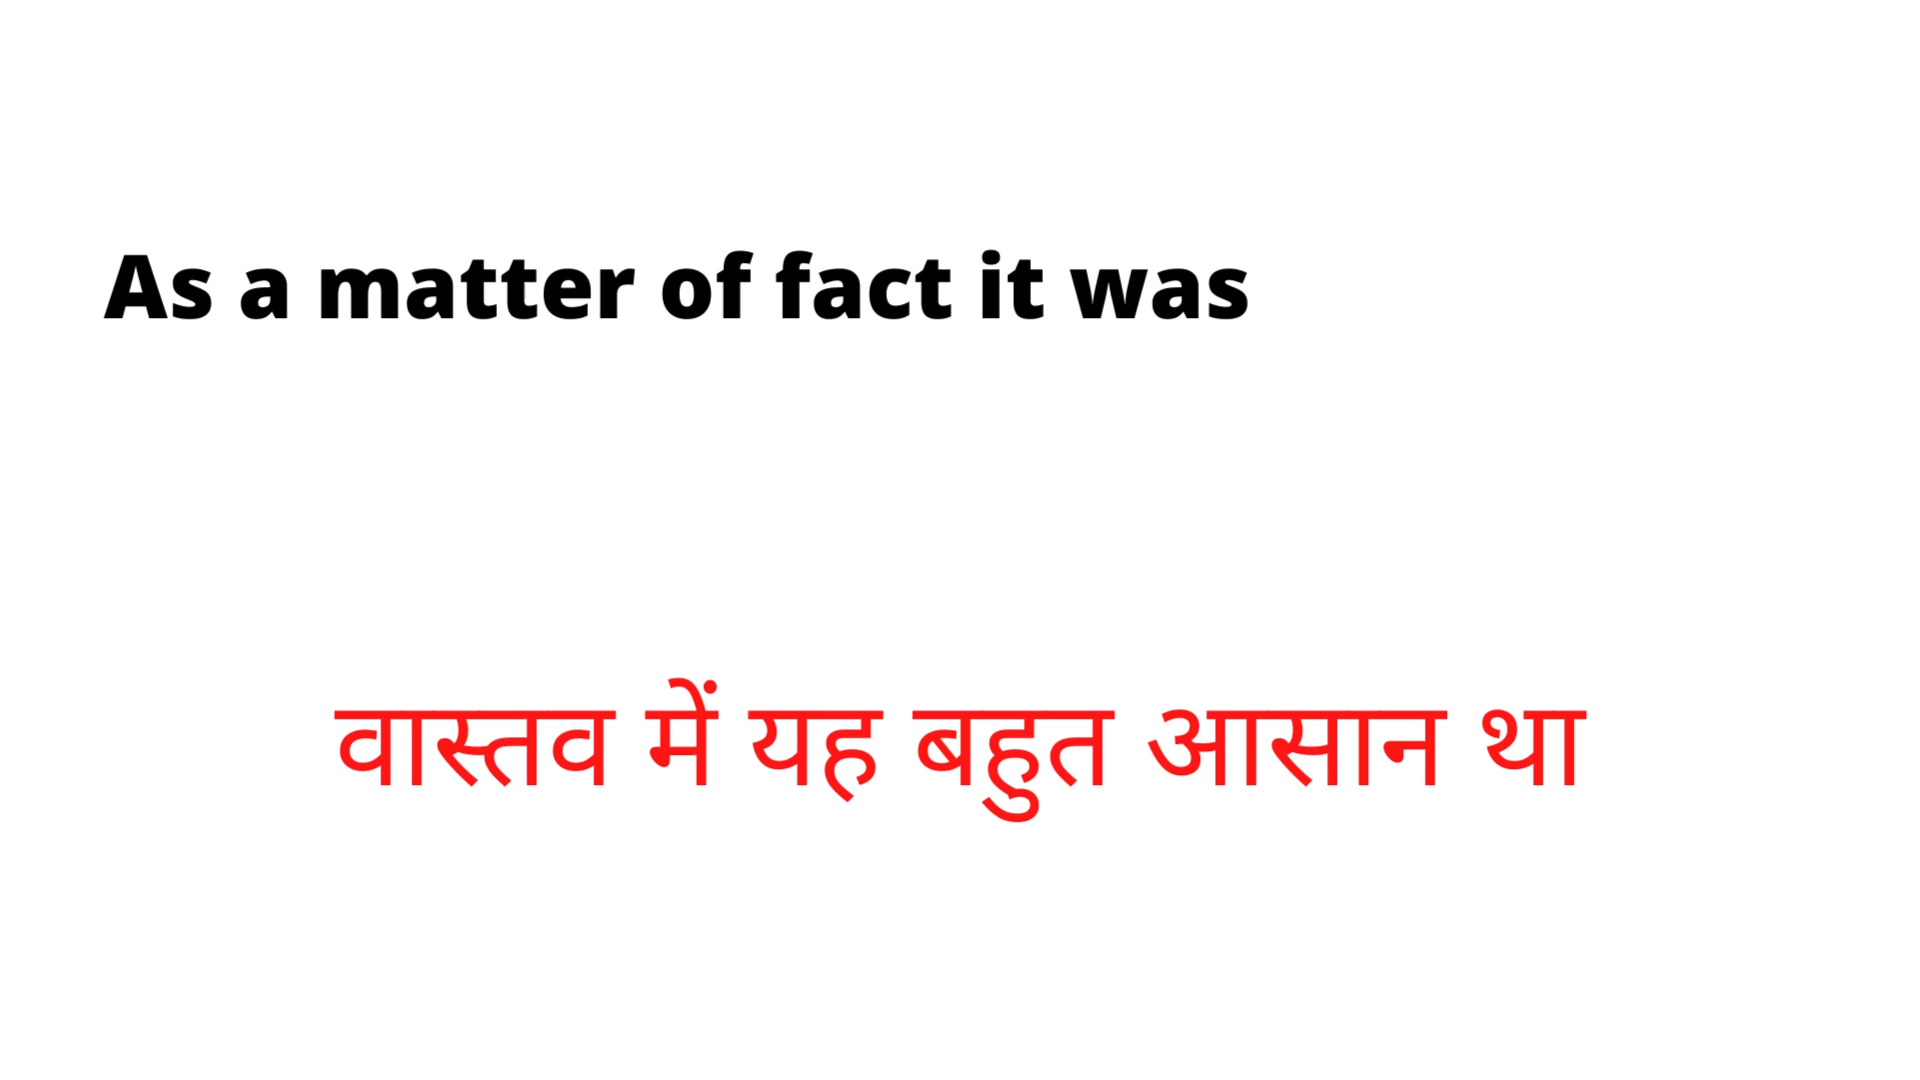 As a matter of fact it was
वास्तव में यह बहुत आसान था